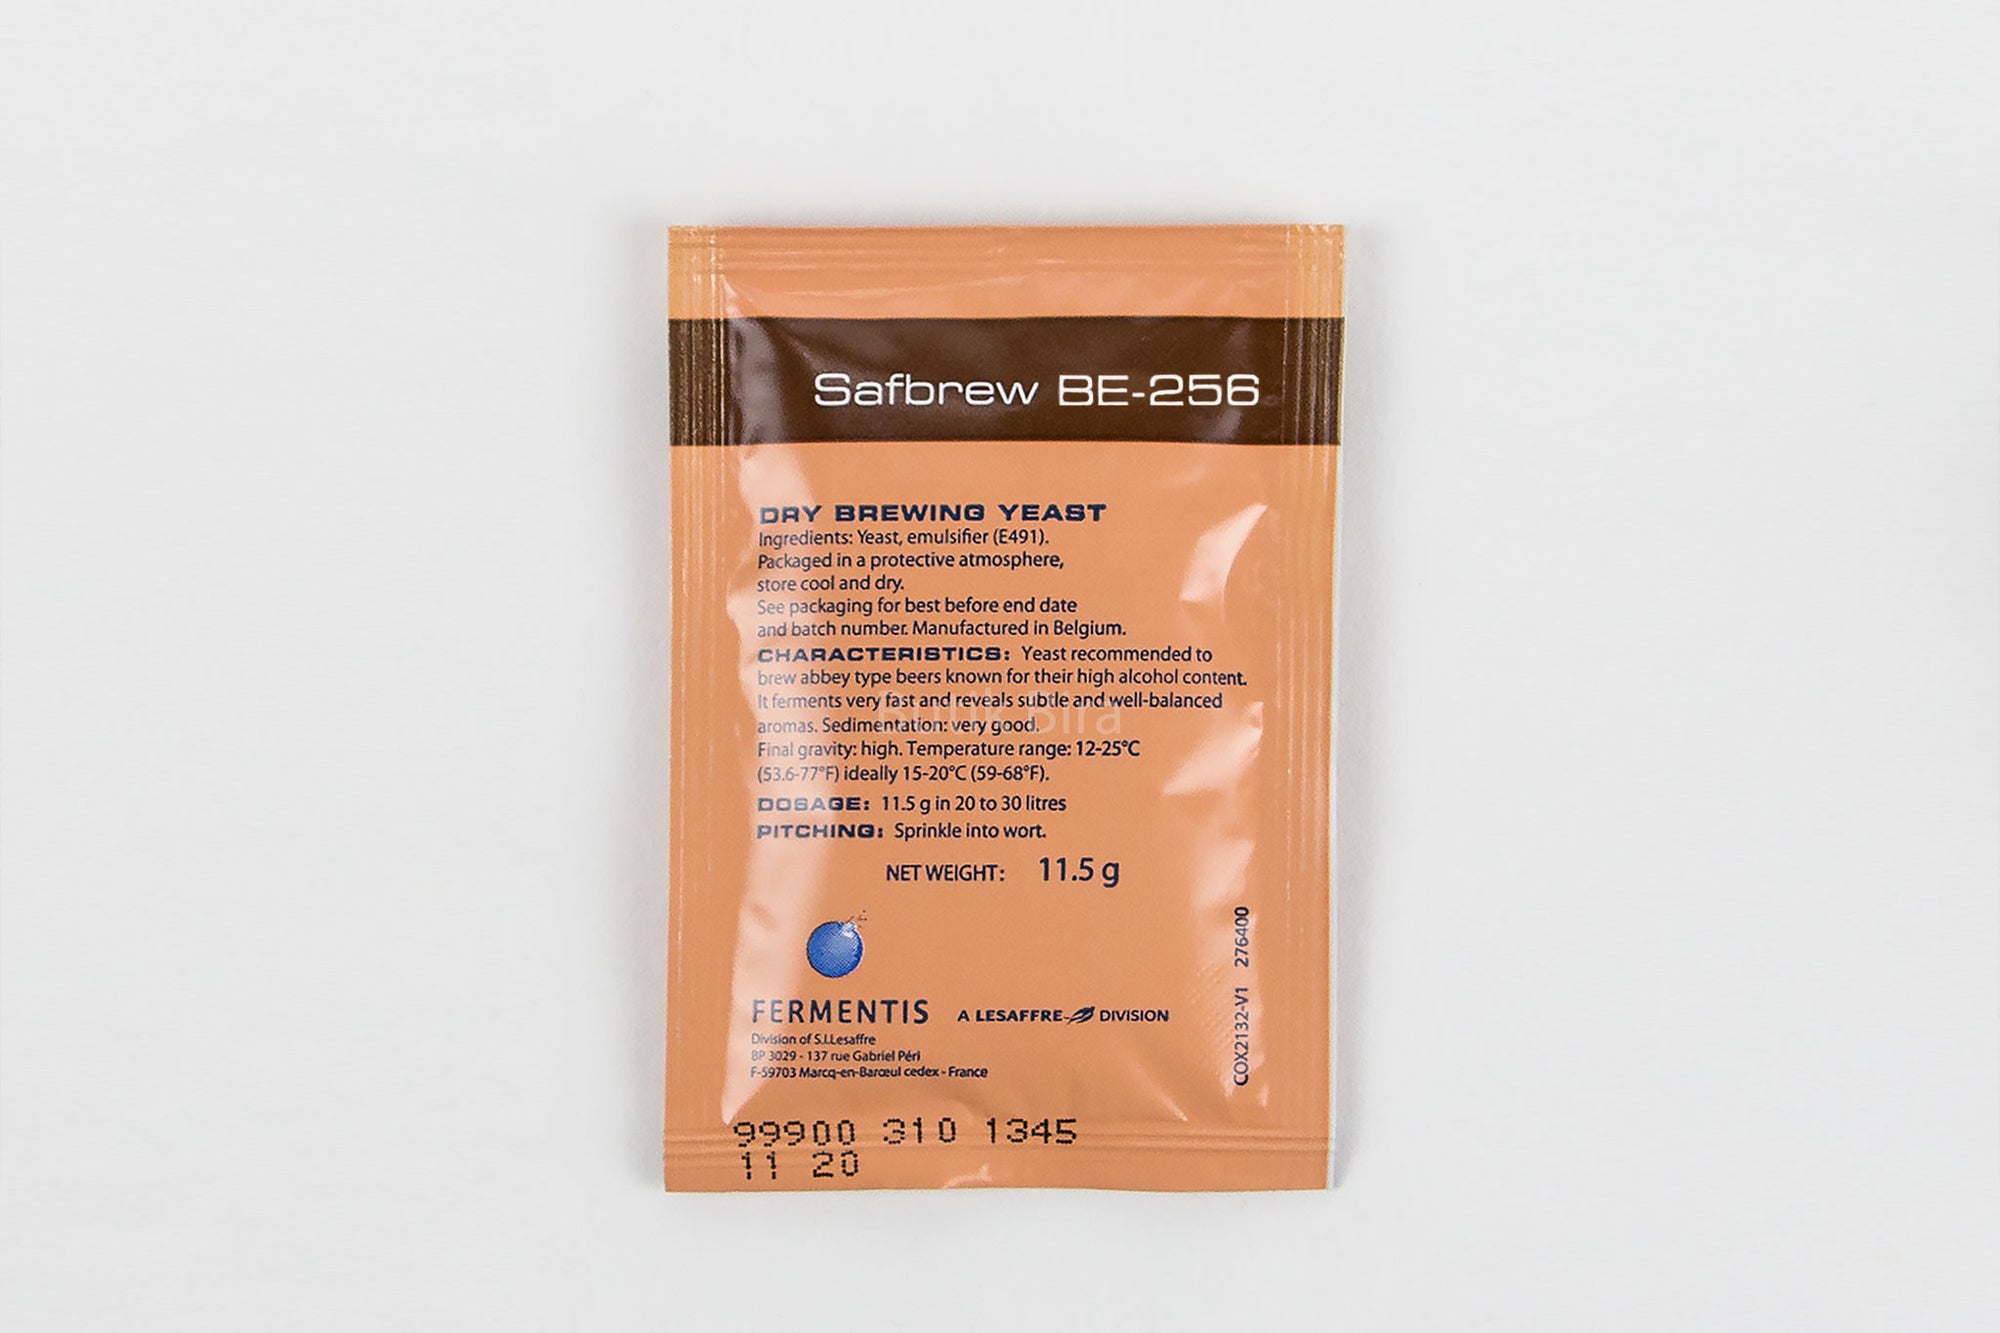 Safbrew BE-256
DRY BREWING YEAST
Ingredients: Yeast, emulsifier (E491).
Packaged in a protective atmosphere,
store cool and dry.
See packaging for best before end date
and batch number. Manufactured in Belgium.
CHARACTERISTICS: Yeast recommended to
brew abbey type beers known for their high alcohol content.
It ferments very fast and reveals subtle and well-balanced
aromas. Sedimentation: very good.
Final gravity: high. Temperature range: 12-25°C
(53.6-77°F) ideally 15-20°C (59-68°F).
DOSAGE: 11.5 g in 20 to 30 litres
PITCHING: Sprinkle into wort.
NET WEIGHT: 11.5 g
Butik Bira
FERMENTIS A LESAFFRE DIVISION
Division of S.I.Lesaffre
BP 3029 - 137 rue Gabriel Péri
F-59703 Marcq-en-Barœul cedex - France
COX2132-V1 276400
99900 310 1345
11 20